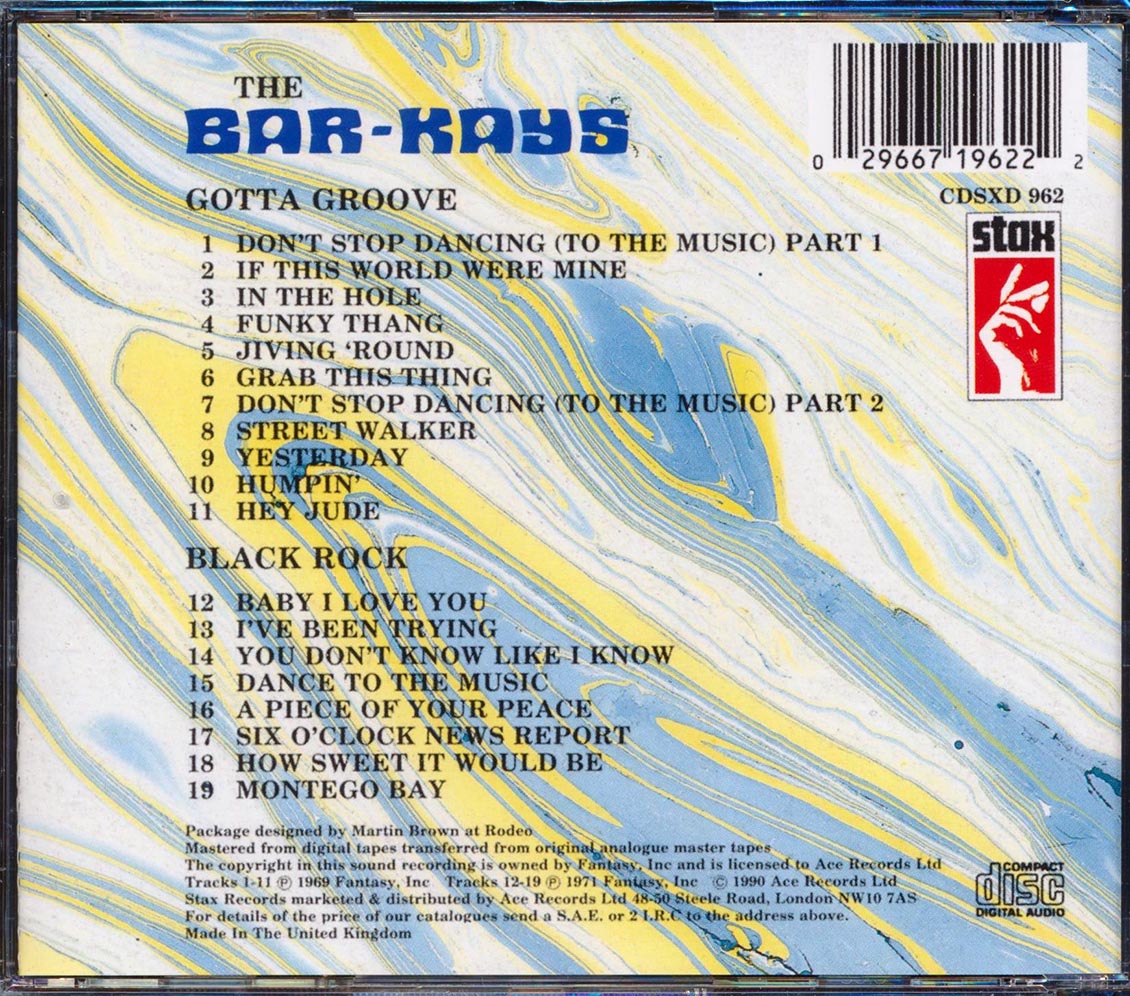 THE
BAR-KAYS
0 29667 19622 2
CDSXD 962
stax
GOTTA GROOVE
1 DON'T STOP DANCING (TO THE MUSIC) PART 1
2 IF THIS WORLD WERE MINE
3 IN THE HOLE
4 FUNKY THANG
5 JIVING ‘ROUND
6 GRAB THIS THING
7 DON'T STOP DANCING (TO THE MUSIC) PART 2
8 STREET WALKER
9 YESTERDAY
10 HUMPIN’
11 HEY JUDE
BLACK ROCK
12 BABY I LOVE YOU
13 I'VE BEEN TRYING
14 YOU DON'T KNOW LIKE I KNOW
15 DANCE TO THE MUSIC
16 A PIECE OF YOUR PEACE
17 SIX O'CLOCK NEWS REPORT
18 HOW SWEET IT WOULD BE
19 MONTEGO BAY
Package designed by Martin Brown at Rodeo
Mastered from digital tapes transferred from original analogue master tapes
The copyright in this sound recording is owned by Fantasy, Inc and is licensed to Ace Records Ltd
Tracks 1-11 ℗ 1969 Fantasy, Inc Tracks 12-19 ℗ 1971 Fantasy, Inc © 1990 Ace Records Ltd
Stax Records marketed & distributed by Ace Records Ltd 48-50 Steele Road, London NW10 7AS
For details of the price of our catalogues send a S.A.E. or 2 I.R.C to the address above.
Made In The United Kingdom
COMPACT
disc
DIGITAL AUDIO